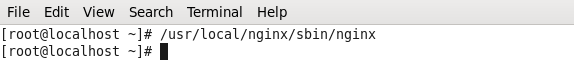 File Edit View Search Terminal Help
[root@localhost ~]# /usr/local/nginx/sbin/nginx
[root@localhost ~]#